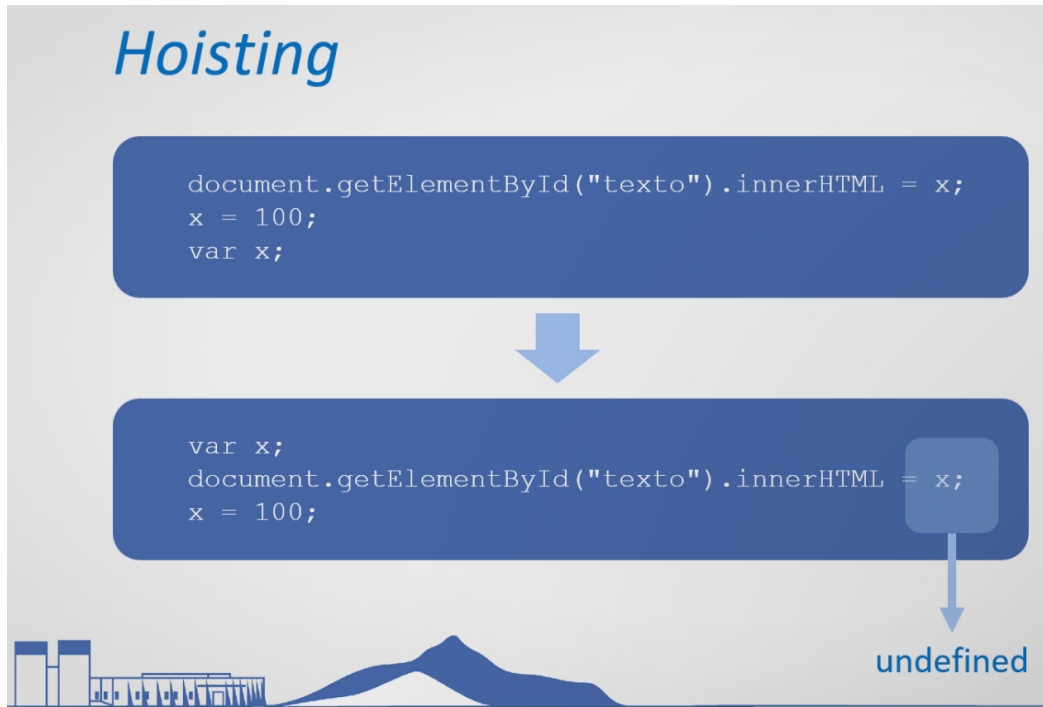 Hoisting
document.getElementById("texto").innerHTML = x;
x = 100;
var x;
var x;
document.getElementById("texto").innerHTML = x;
x = 100;
undefined